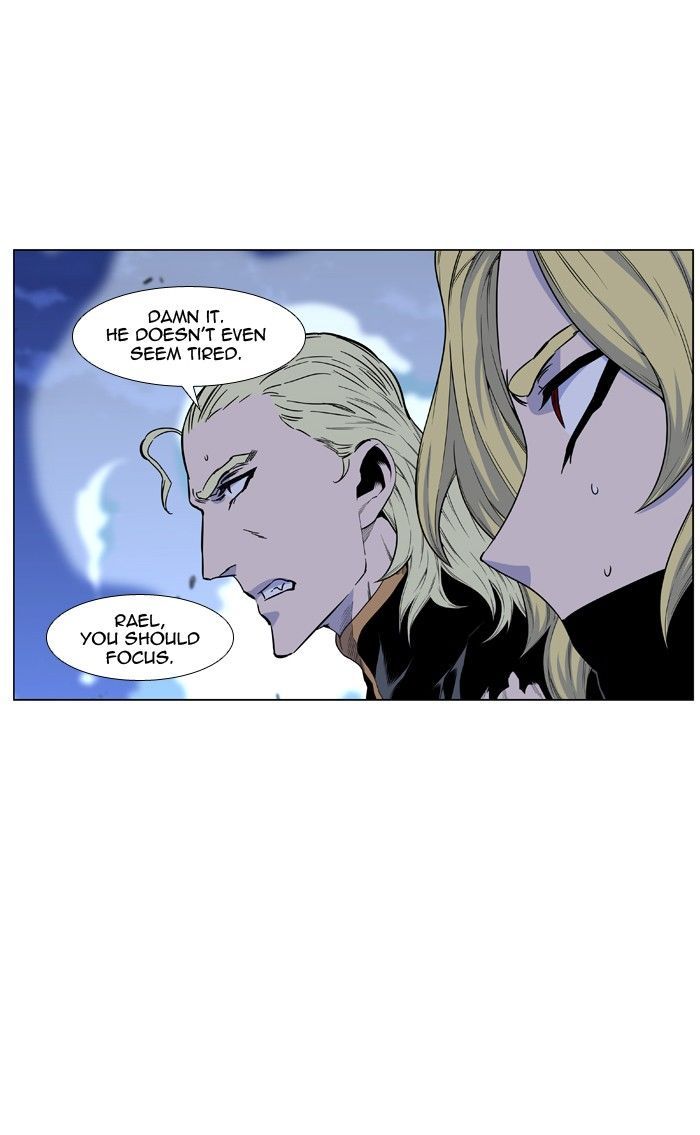 DAMN IT.
HE DOESN'T EVEN
SEEM TIRED.
RAEL,
YOU SHOULD
FOCUS.